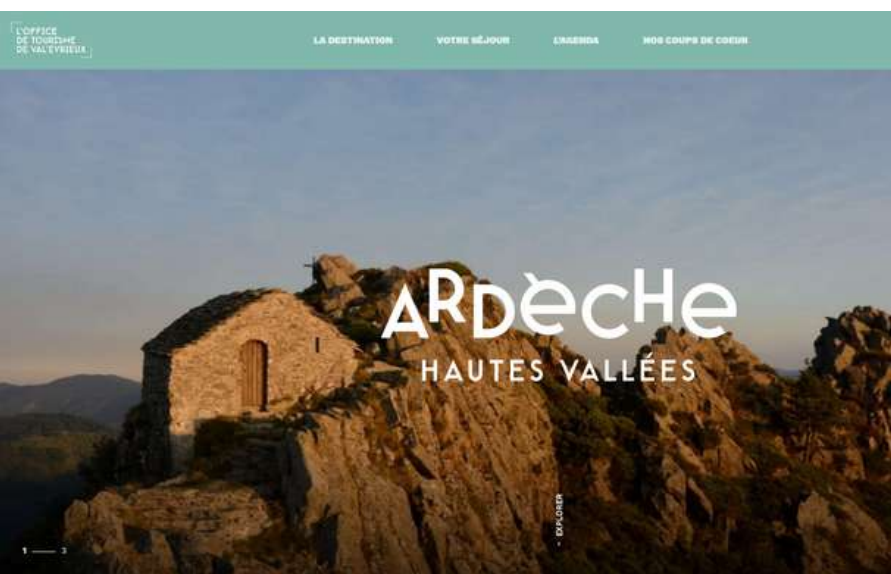 L'OFFICE
DE TOURISME
DE VAL'EYRIEUX
LA DESTINATION
VOTRE SÉJOUR
L'AGENDA
NOS COUPS DE COEUR
ARDÈCHE
HAUTES VALLÉES
EXPLORER
1 — 3